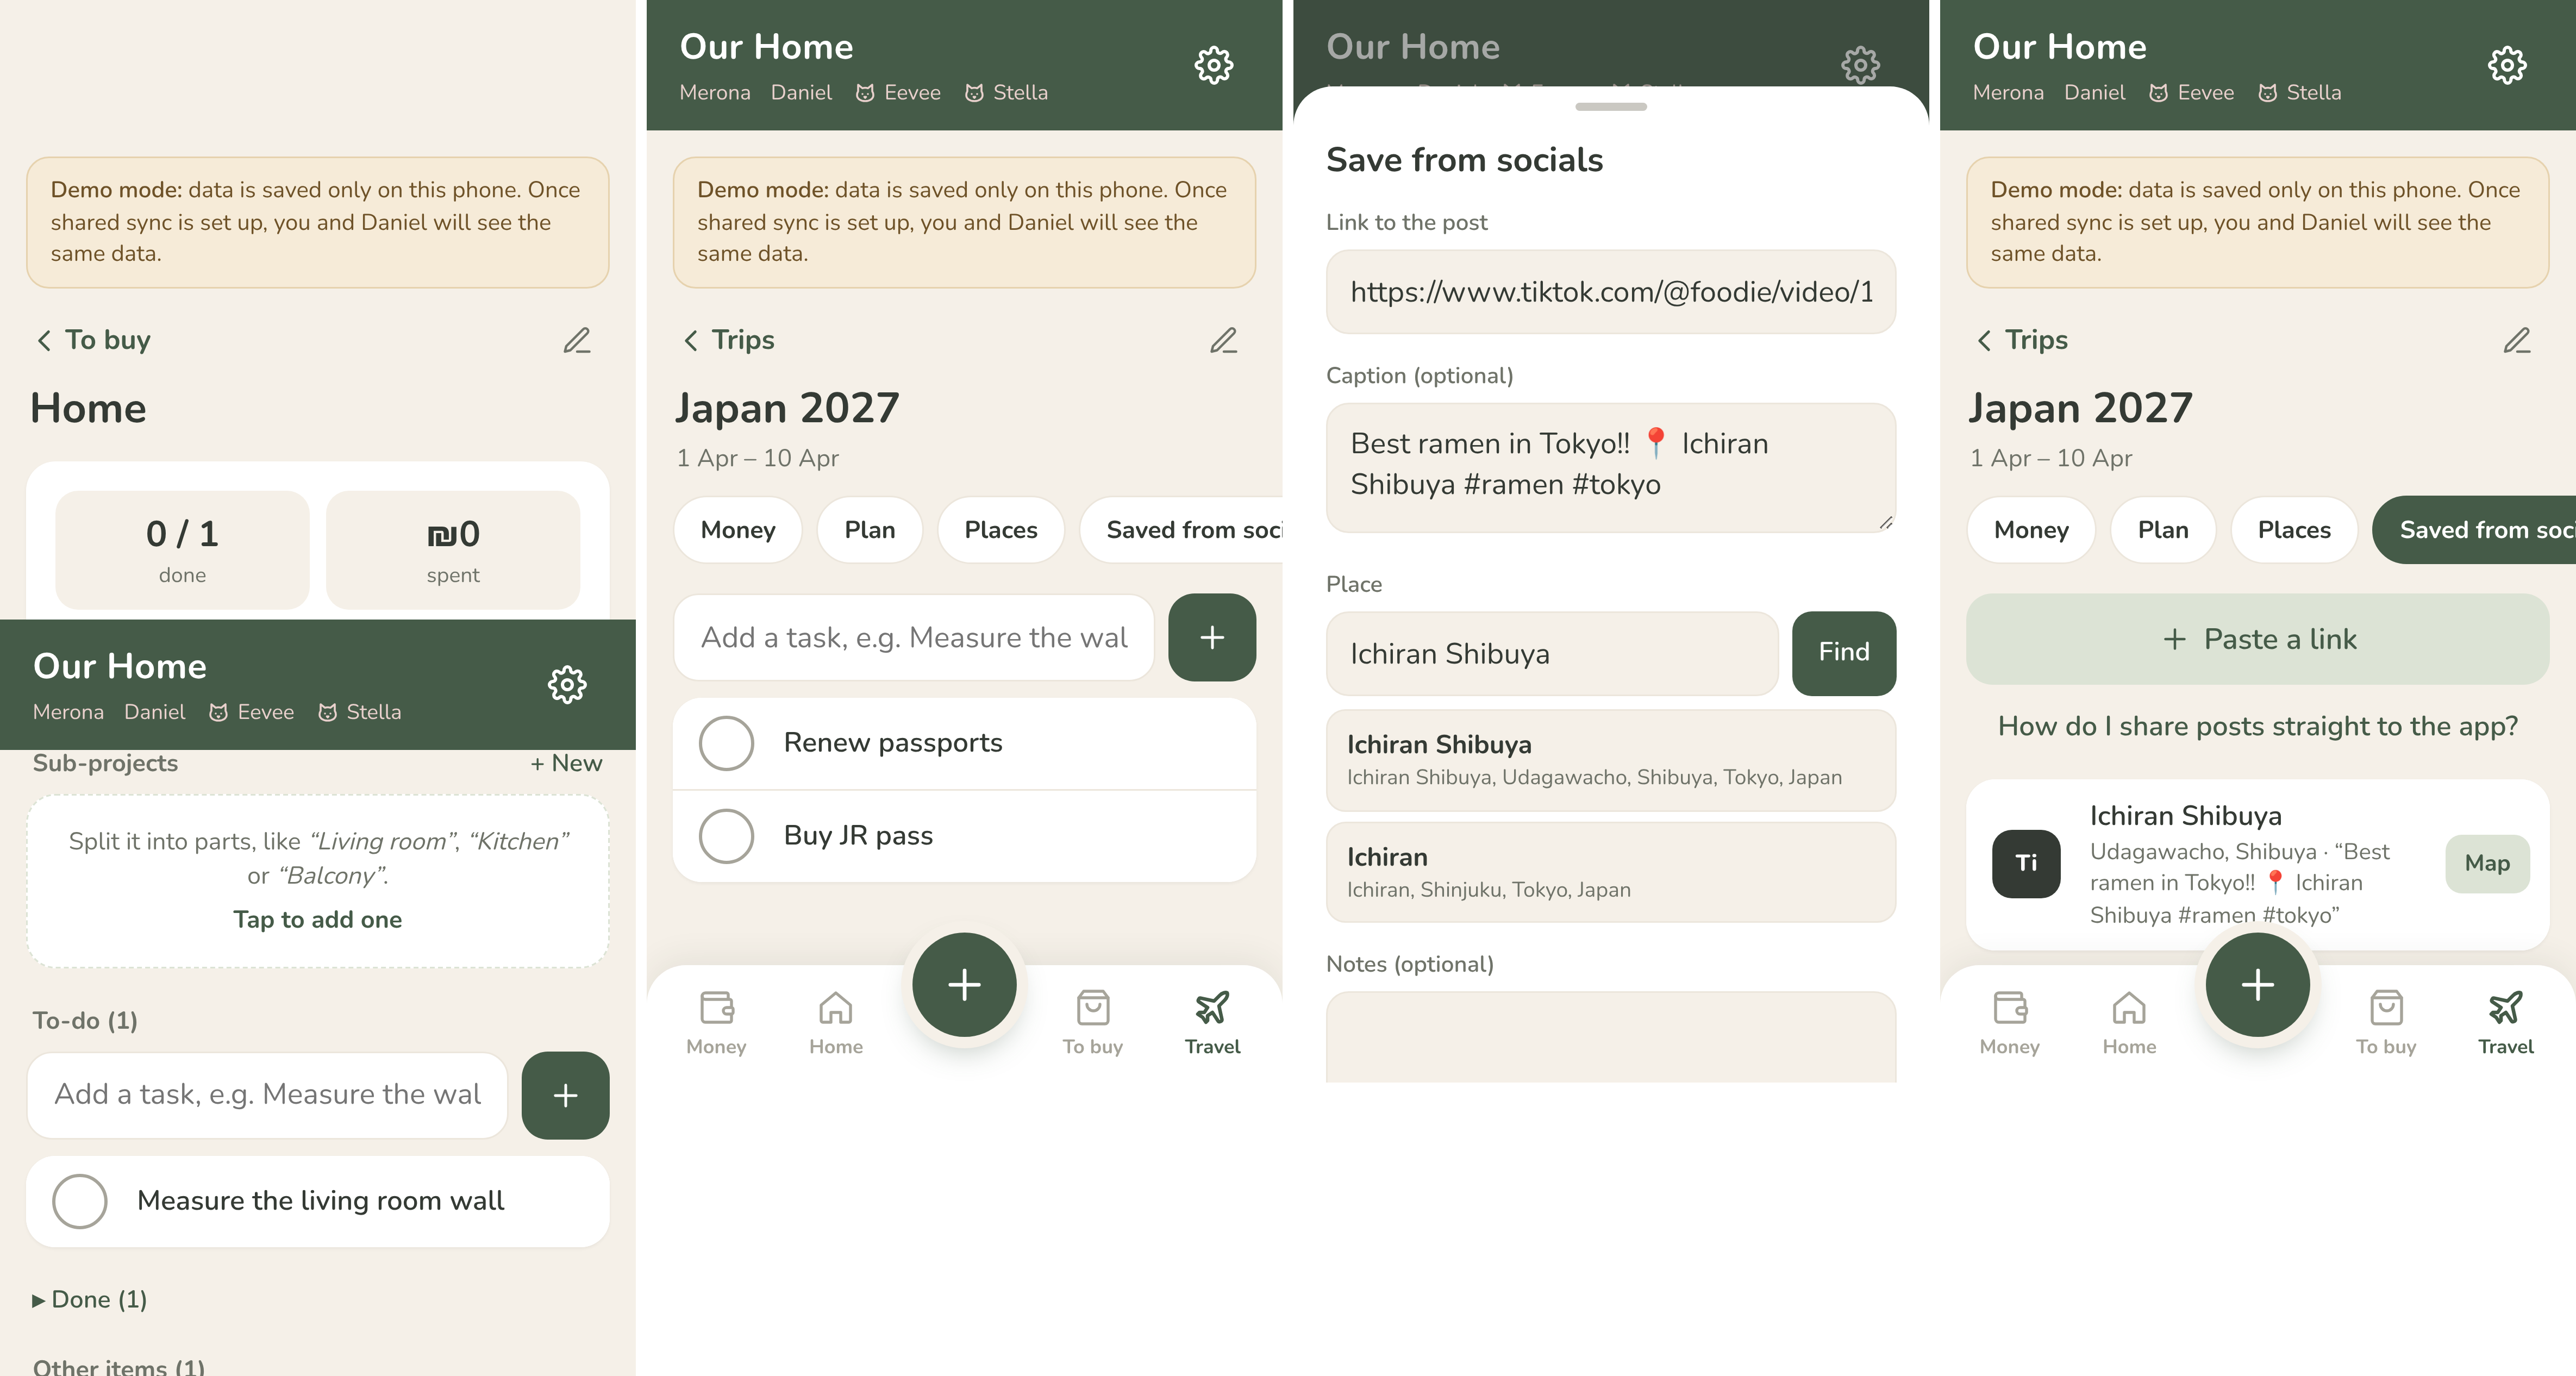 Demo mode: data is saved only on this phone. Once
shared sync is set up, you and Daniel will see the
same data.
To buy
Home
0 / 1
done
₪0
spent
Our Home
Merona Daniel Eevee Stella
Sub-projects
+ New
Split it into parts, like “Living room”, “Kitchen”
or “Balcony”.
Tap to add one
To-do (1)
Add a task, e.g. Measure the wal
Measure the living room wall
▸ Done (1)
Other items (1)
Our Home
Merona Daniel Eevee Stella
Demo mode: data is saved only on this phone. Once
shared sync is set up, you and Daniel will see the
same data.
Trips
Japan 2027
1 Apr – 10 Apr
Money
Plan
Places
Saved from soci
Add a task, e.g. Measure the wal
Renew passports
Buy JR pass
Money
Home
To buy
Travel
Our Home
Save from socials
Link to the post
https://www.tiktok.com/@foodie/video/1
Caption (optional)
Best ramen in Tokyo!! 📍 Ichiran
Shibuya #ramen #tokyo
Place
Ichiran Shibuya
Find
Ichiran Shibuya
Ichiran Shibuya, Udagawacho, Shibuya, Tokyo, Japan
Ichiran
Ichiran, Shinjuku, Tokyo, Japan
Notes (optional)
Our Home
Merona Daniel Eevee Stella
Demo mode: data is saved only on this phone. Once
shared sync is set up, you and Daniel will see the
same data.
Trips
Japan 2027
1 Apr – 10 Apr
Money
Plan
Places
Saved from soci
+ Paste a link
How do I share posts straight to the app?
Ti
Ichiran Shibuya
Udagawacho, Shibuya · “Best
ramen in Tokyo!! 📍 Ichiran
Shibuya #ramen #tokyo”
Map
Money
Home
To buy
Travel